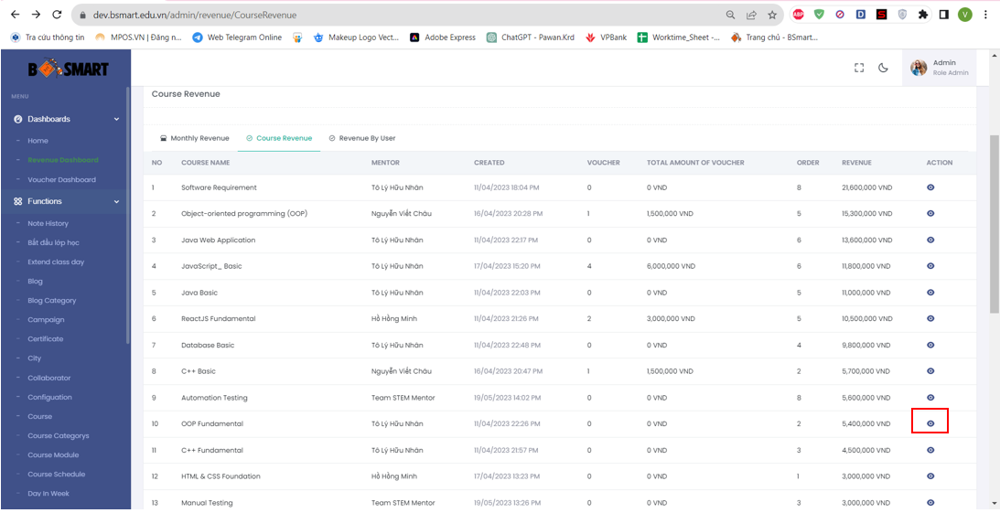 dev.bsmart.edu.vn/admin/revenue/CourseRevenue
ABP D S V
Tra cứu thông tin MPOS.VN | Đăng n... Web Telegram Online Makeup Logo Vect... Adobe Express ChatGPT - Pawan.Krd VPBank Worktime_Sheet -... Trang chủ - BSmart...
B SMART
Admin
Role Admin
MENU
Dashboards
Home
Revenue Dashboard
Voucher Dashboard
Functions
Note History
Bắt đầu lớp học
Extend class day
Blog
Blog Category
Campaign
Certificate
City
Collaborator
Configuation
Course
Course Categorys
Course Module
Course Schedule
Day In Week
Course Revenue
Monthly Revenue Course Revenue Revenue By User
NO COURSE NAME MENTOR CREATED VOUCHER TOTAL AMOUNT OF VOUCHER ORDER REVENUE ACTION
1 Software Requirement Tô Lý Hữu Nhân 11/04/2023 18:04 PM 0 0 VND 8 21,600,000 VND
2 Object-oriented programming (OOP) Nguyễn Viết Châu 16/04/2023 20:28 PM 1 1,500,000 VND 5 15,300,000 VND
3 Java Web Application Tô Lý Hữu Nhân 11/04/2023 22:17 PM 0 0 VND 6 13,600,000 VND
4 JavaScript_ Basic Tô Lý Hữu Nhân 17/04/2023 15:20 PM 4 6,000,000 VND 6 11,800,000 VND
5 Java Basic Tô Lý Hữu Nhân 11/04/2023 22:03 PM 0 0 VND 5 11,000,000 VND
6 ReactJS Fundamental Hồ Hồng Minh 11/04/2023 21:26 PM 2 3,000,000 VND 5 10,500,000 VND
7 Database Basic Tô Lý Hữu Nhân 11/04/2023 22:48 PM 0 0 VND 4 9,800,000 VND
8 C++ Basic Nguyễn Viết Châu 16/04/2023 20:47 PM 1 1,500,000 VND 2 5,700,000 VND
9 Automation Testing Team STEM Mentor 19/05/2023 14:02 PM 0 0 VND 8 5,600,000 VND
10 OOP Fundamental Tô Lý Hữu Nhân 11/04/2023 22:26 PM 0 0 VND 2 5,400,000 VND
11 C++ Fundamental Tô Lý Hữu Nhân 11/04/2023 21:57 PM 0 0 VND 3 4,500,000 VND
12 HTML & CSS Foundation Hồ Hồng Minh 17/04/2023 13:23 PM 0 0 VND 1 3,000,000 VND
13 Manual Testing Team STEM Mentor 19/05/2023 13:26 PM 0 0 VND 3 3,000,000 VND